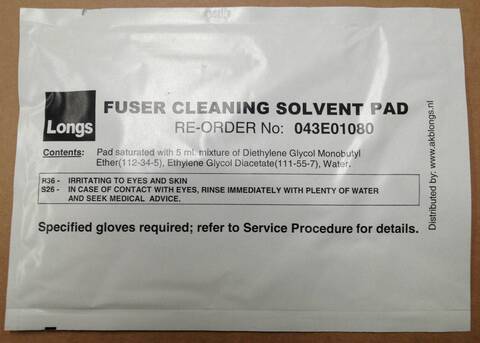 Longs
FUSER CLEANING SOLVENT PAD
RE-ORDER No: 043E01080
Contents: Pad saturated with 5 ml. mixture of Diethylene Glycol Monobutyl
Ether(112-34-5), Ethylene Glycol Diacetate(111-55-7), Water.
R36 - IRRITATING TO EYES AND SKIN
S26 - IN CASE OF CONTACT WITH EYES, RINSE IMMEDIATELY WITH PLENTY OF WATER
AND SEEK MEDICAL ADVICE.
Specified gloves required; refer to Service Procedure for details.
Distributed by: www.akblongs.nl